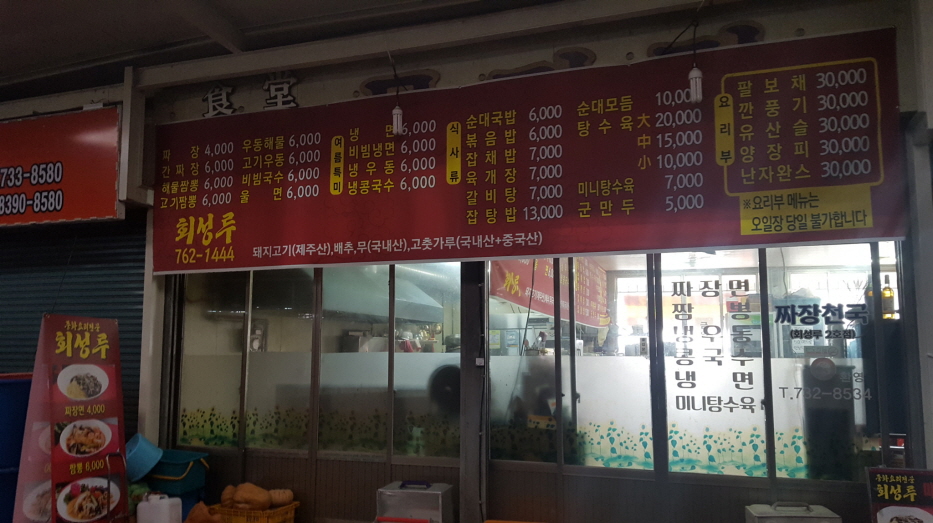 食堂
733-8580
8390-8580
짜 장 4,000
간 짜 장 6,000
해물짬뽕 6,000
고기짬뽕 6,000
회성루
762-1444
우동해물 6,000
고기우동 6,000
비빔국수 6,000
울 면 6,000
여름특미
냉 면 6,000
비빔냉면 6,000
냉 우 동 6,000
냉콩국수 6,000
식사류
순대국밥 6,000
볶 음 밥 6,000
잡 채 밥 7,000
육 개 장 7,000
갈 비 탕 7,000
잡 탕 밥 13,000
순대모듬 10,000
탕 수 육 大 20,000
中 15,000
小 10,000
미니탕수육 7,000
군 만 두 5,000
요리부
팔 보 채 30,000
깐 풍 기 30,000
유 산 슬 30,000
양 장 피 30,000
난자완스 30,000
※요리부 메뉴는
오일장 당일 불가합니다
돼지고기(제주산),배추,무(국내산),고춧가루(국내산+중국산)
짜장면
짬 뽕
냉 우 동
콩 국 수
냉 면
미니탕수육
짜장천국
(회성루 2호점)
T.732-8534
중화요리전문
회성루
짜장면 4,000
짬뽕 6,000
회성루